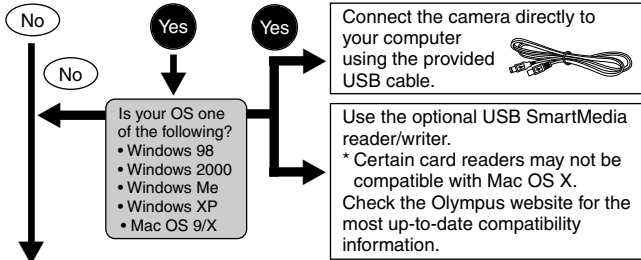 No
Yes
Yes
No
Is your OS one
of the following?
• Windows 98
• Windows 2000
• Windows Me
• Windows XP
• Mac OS 9/X
Connect the camera directly to
your computer
using the provided
USB cable.
Use the optional USB SmartMedia
reader/writer.
* Certain card readers may not be
compatible with Mac OS X.
Check the Olympus website for the
most up-to-date compatibility
information.